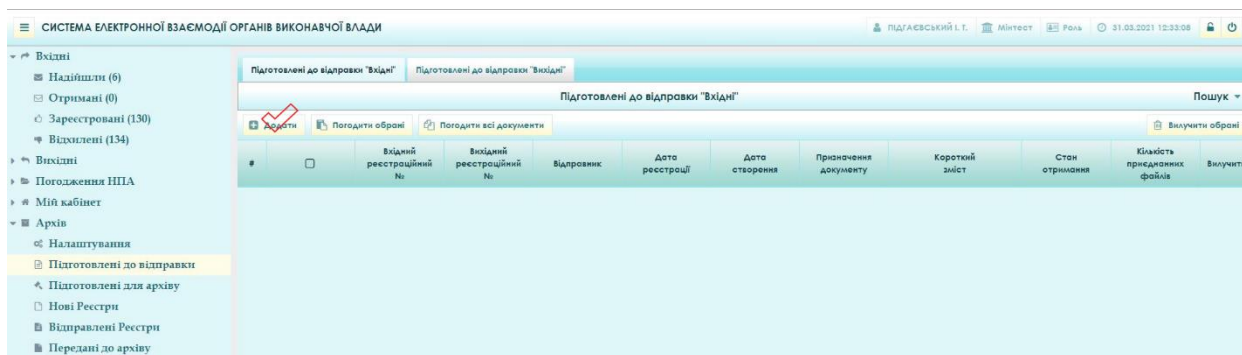 СИСТЕМА ЕЛЕКТРОННОЇ ВЗАЄМОДІЇ ОРГАНІВ ВИКОНАВЧОЇ ВЛАДИ
ПІДГАЄВСЬКИЙ І. Г. Мінтест Роль 31.03.2021 12:33:08
Вхідні
Надійшли (6)
Отримані (0)
Зареєстровані (130)
Відхилені (134)
Вихідні
Погодження НПА
Мій кабінет
Архів
Налаштування
Підготовлені до відправки
Підготовлені для архіву
Нові Реєстри
Відправлені Реєстри
Передані до архіву
Підготовлені до відправки "Вхідні" Підготовлені до відправки "Вихідні"
Підготовлені до відправки "Вхідні" Пошук
Додати Погодити обрані Погодити всі документи Вилучити обрані
# Вхідний реєстраційний № Вихідний реєстраційний № Відправник Дата реєстрації Дата створення Призначення документу Короткий зміст Стан отримання Кількість приєднанних файлів Вилучити